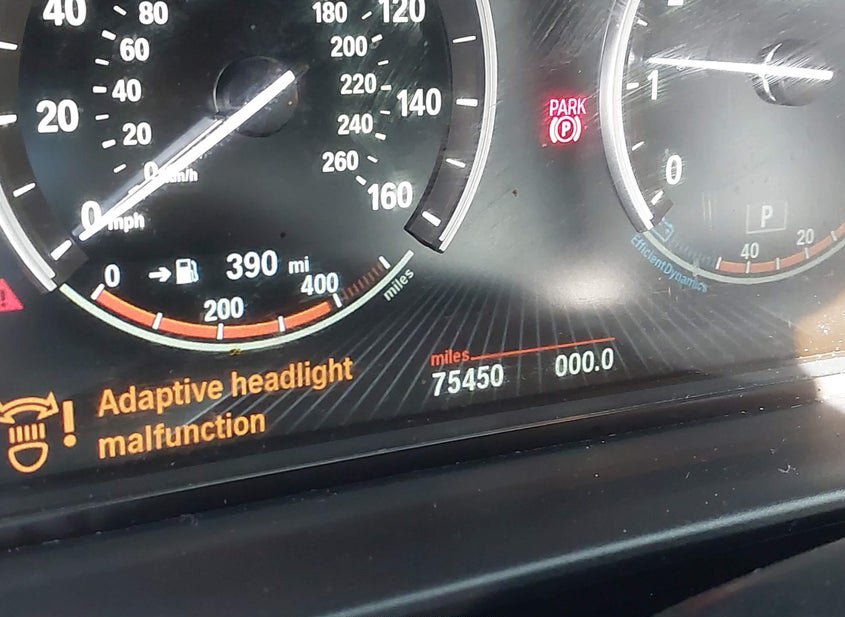 40 80 180 120
60 200
40 220
20 20 140
240
0 km/h 260
0 mph 160
PARK
P
1
0
P
40 20
EfficientDynamics
0 390 mi
200 400
miles
Adaptive headlight
malfunction
miles
75450 000.0